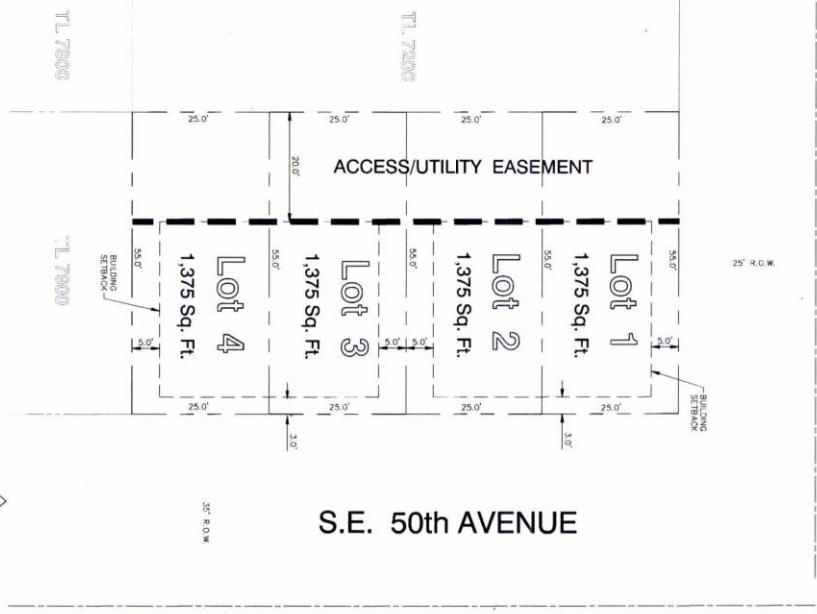 TL 7800
TL 7200
25.0'
25.0'
25.0'
25.0'
20.0'
ACCESS/UTILITY EASEMENT
TL 7900
55.0'
55.0'
55.0'
55.0'
55.0'
25' R.O.W.
BUILDING
SETBACK
Lot 4
1,375 Sq. Ft.
Lot 3
1,375 Sq. Ft.
Lot 2
1,375 Sq. Ft.
Lot 1
1,375 Sq. Ft.
5.0'
5.0'
5.0'
5.0'
BUILDING
SETBACK
25.0'
25.0'
25.0'
25.0'
3.0'
3.0'
35' R.O.W.
S.E. 50th AVENUE